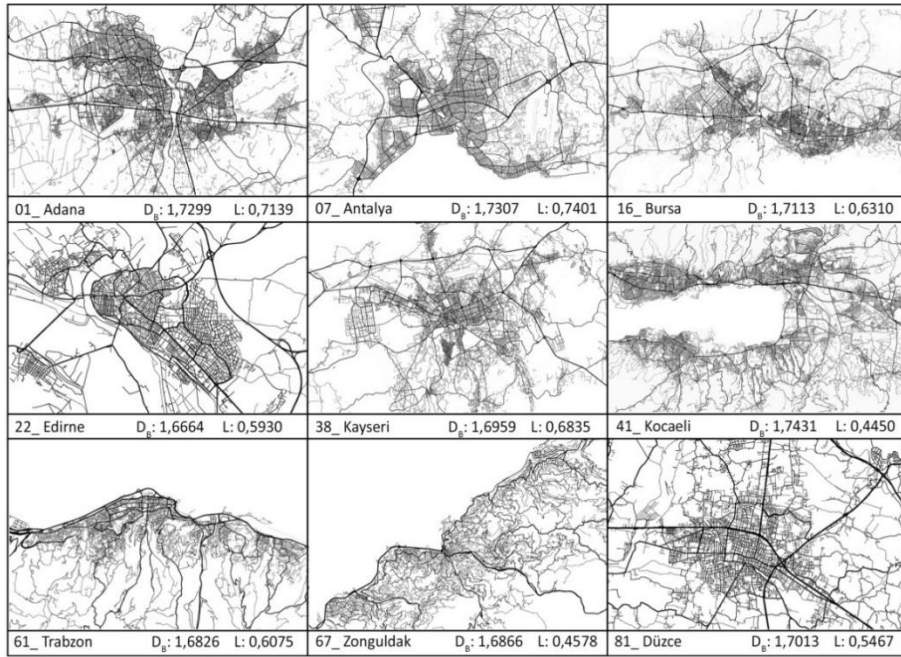 01_ Adana D_B: 1,7299 L: 0,7139
07_ Antalya D_B: 1,7307 L: 0,7401
16_ Bursa D_B: 1,7113 L: 0,6310
22_ Edirne D_B: 1,6664 L: 0,5930
38_ Kayseri D_B: 1,6959 L: 0,6835
41_ Kocaeli D_B: 1,7431 L: 0,4450
61_ Trabzon D_B: 1,6826 L: 0,6075
67_ Zonguldak D_B: 1,6866 L: 0,4578
81_ Düzce D_B: 1,7013 L: 0,5467